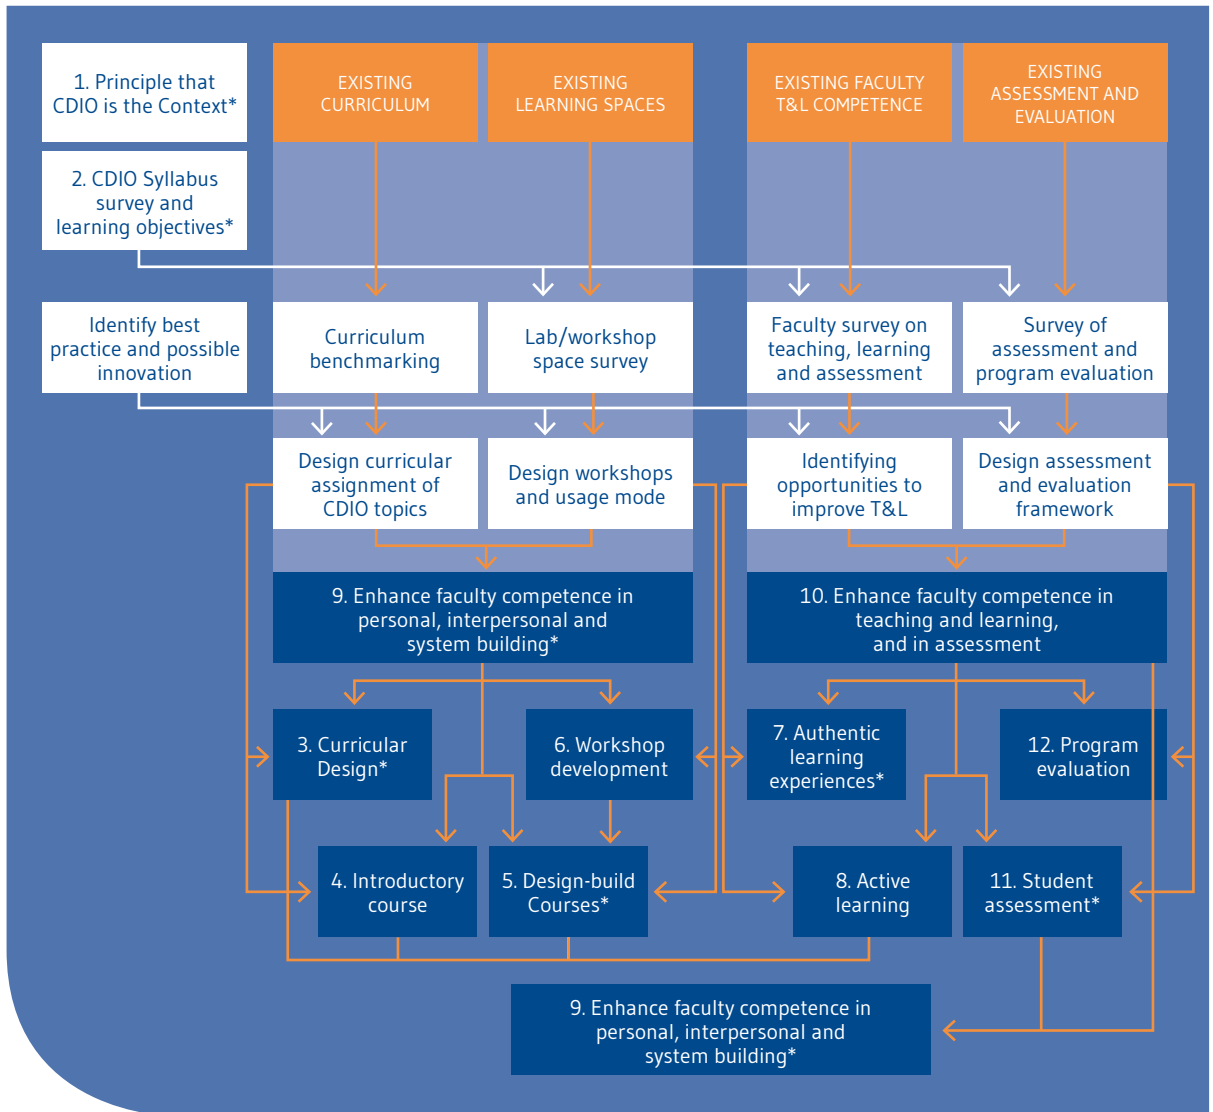 1. Principle that
CDIO is the Context*
EXISTING
CURRICULUM
EXISTING
LEARNING SPACES
EXISTING FACULTY
T&L COMPETENCE
EXISTING
ASSESSMENT AND
EVALUATION
2. CDIO Syllabus
survey and
learning objectives*
Identify best
practice and possible
innovation
Curriculum
benchmarking
Lab/workshop
space survey
Faculty survey on
teaching, learning
and assessment
Survey of
assessment and
program evaluation
Design curricular
assignment of
CDIO topics
Design workshops
and usage mode
Identifying
opportunities to
improve T&L
Design assessment
and evaluation
framework
9. Enhance faculty competence in
personal, interpersonal and
system building*
10. Enhance faculty competence in
teaching and learning,
and in assessment
3. Curricular
Design*
6. Workshop
development
7. Authentic
learning
experiences*
12. Program
evaluation
4. Introductory
course
5. Design-build
Courses*
8. Active
learning
11. Student
assessment*
9. Enhance faculty competence in
personal, interpersonal and
system building*